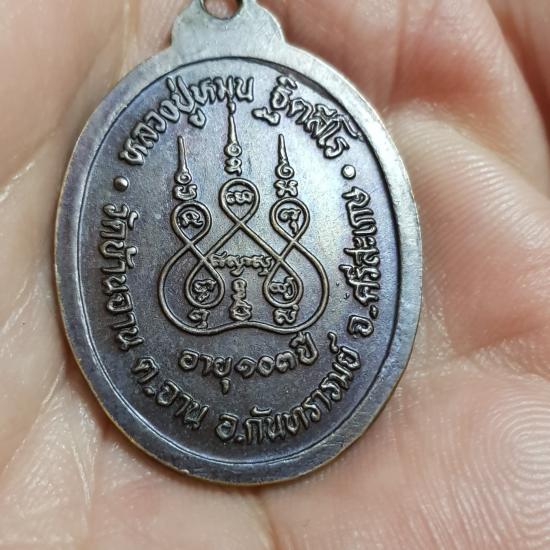 หลวงปู่หมุน ฐิตสีโล
อายุ ๑๐๓ ปี
• วัดบ้านจาน ต.จาน อ.กันทรารมย์ จ.ศรีสะเกษ •